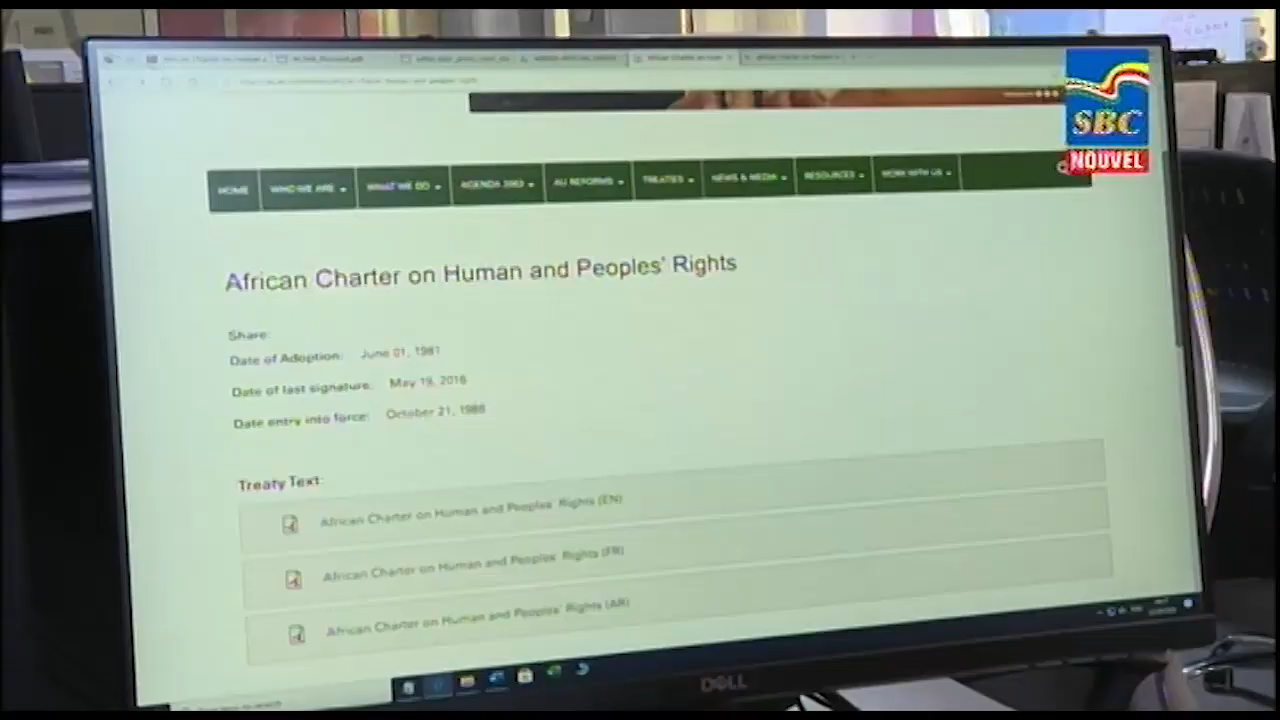 SBC
NOUVEL
HOME WHO WE ARE WHAT WE DO AGENDA 2063 AU REFORMS TREATIES NEWS & MEDIA RESOURCES WORK WITH US
African Charter on Human and Peoples' Rights
Share:
Date of Adoption: June 01, 1981
Date of last signature: May 19, 2016
Date entry into force: October 21, 1986
Treaty Text:
African Charter on Human and Peoples' Rights (EN)
African Charter on Human and Peoples' Rights (FR)
African Charter on Human and Peoples' Rights (AR)
DELL